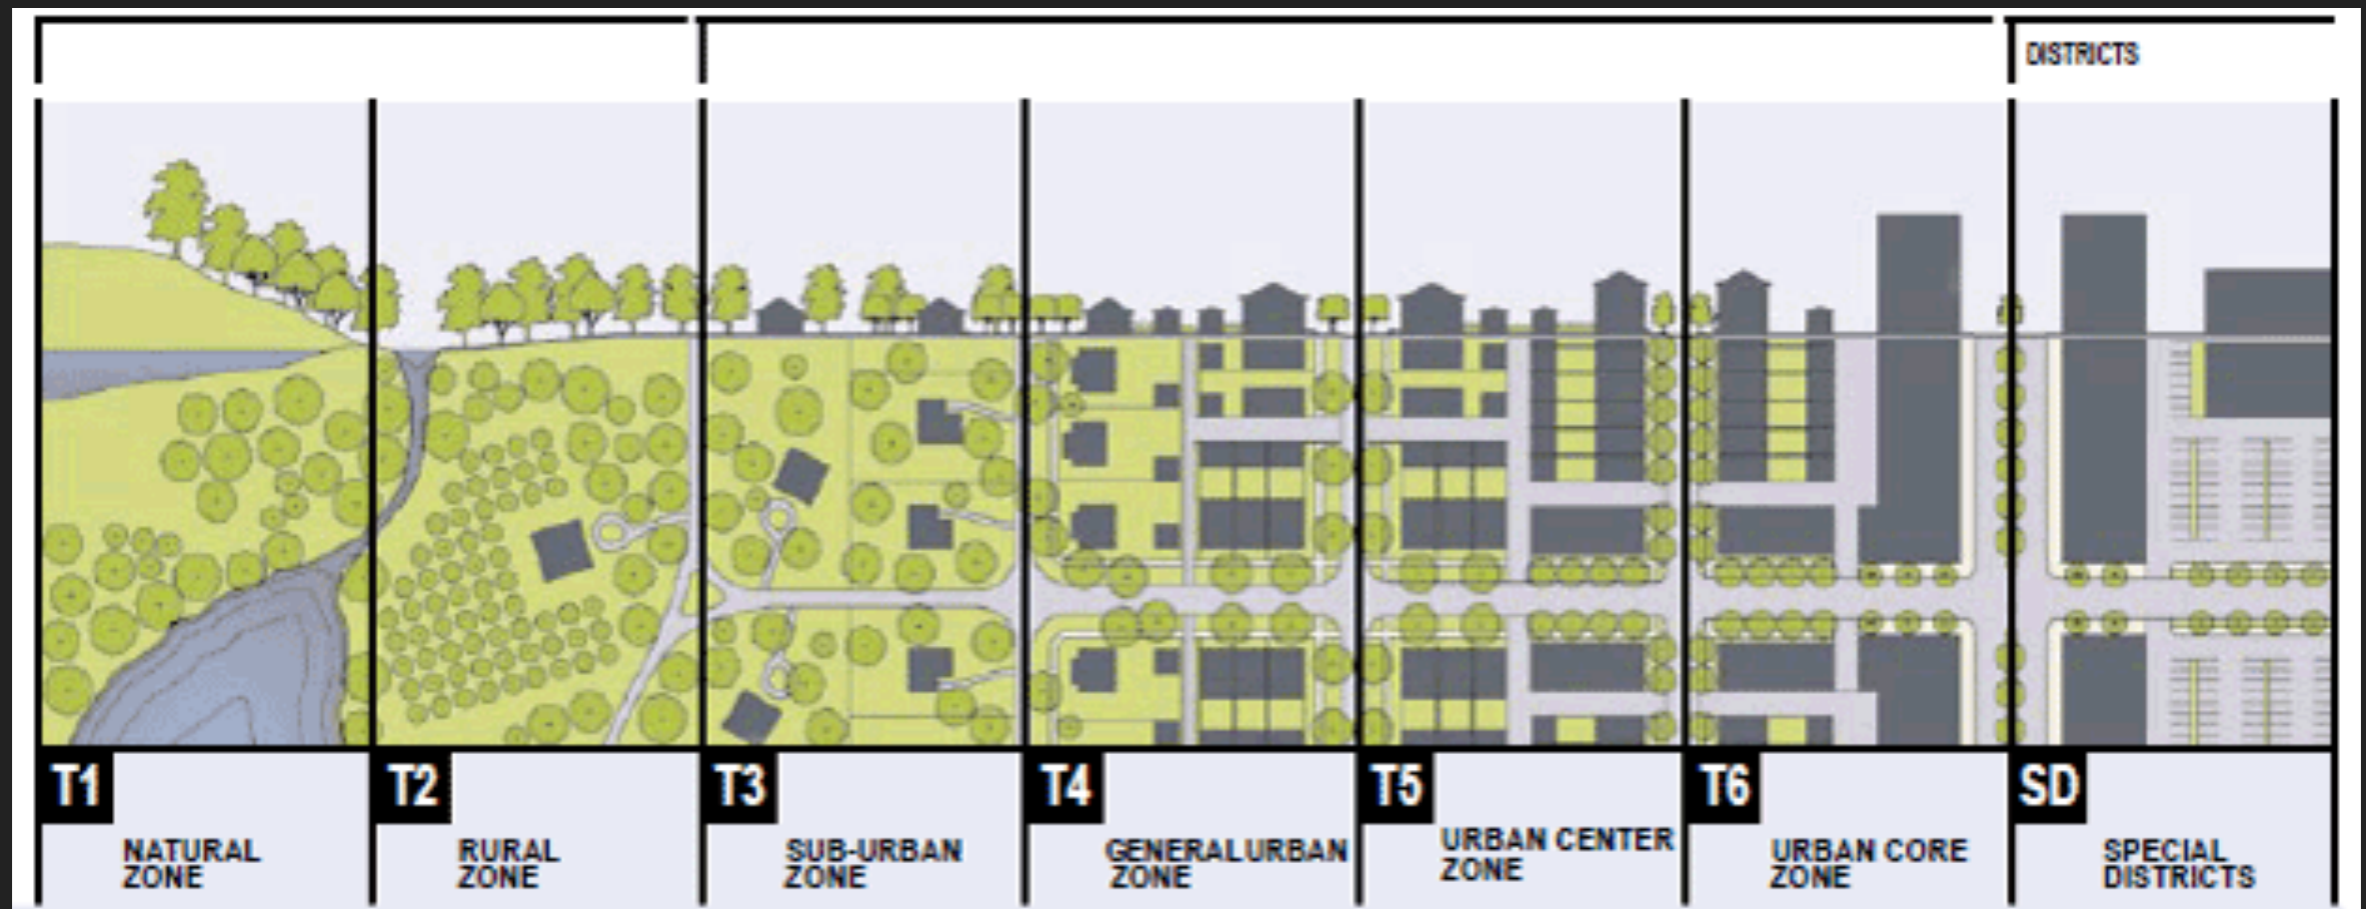 DISTRICTS
T1
NATURAL
ZONE
T2
RURAL
ZONE
T3
SUB-URBAN
ZONE
T4
GENERAL URBAN
ZONE
T5
URBAN CENTER
ZONE
T6
URBAN CORE
ZONE
SD
SPECIAL
DISTRICTS